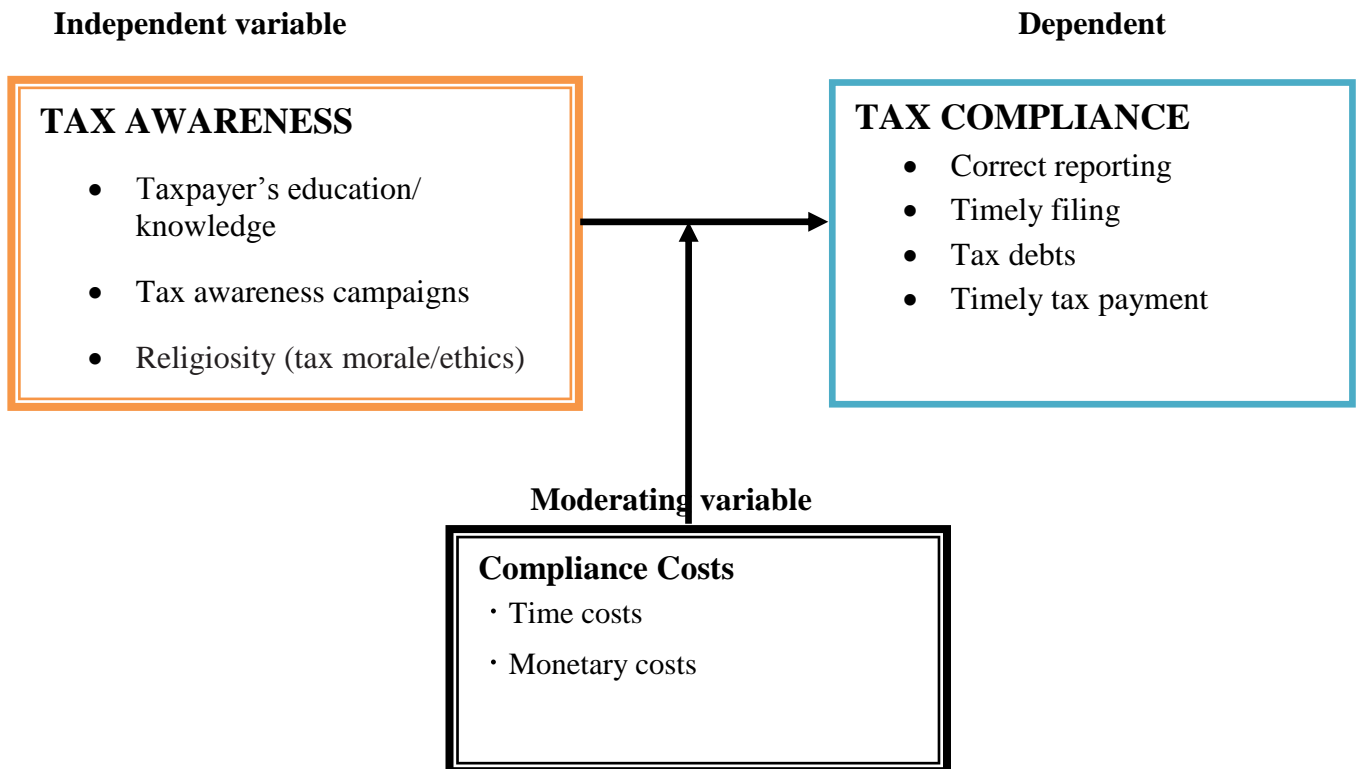 Independent variable
Dependent
TAX AWARENESS
• Taxpayer's education/
knowledge
• Tax awareness campaigns
• Religiosity (tax morale/ethics)
TAX COMPLIANCE
• Correct reporting
• Timely filing
• Tax debts
• Timely tax payment
Moderating variable
Compliance Costs
· Time costs
· Monetary costs